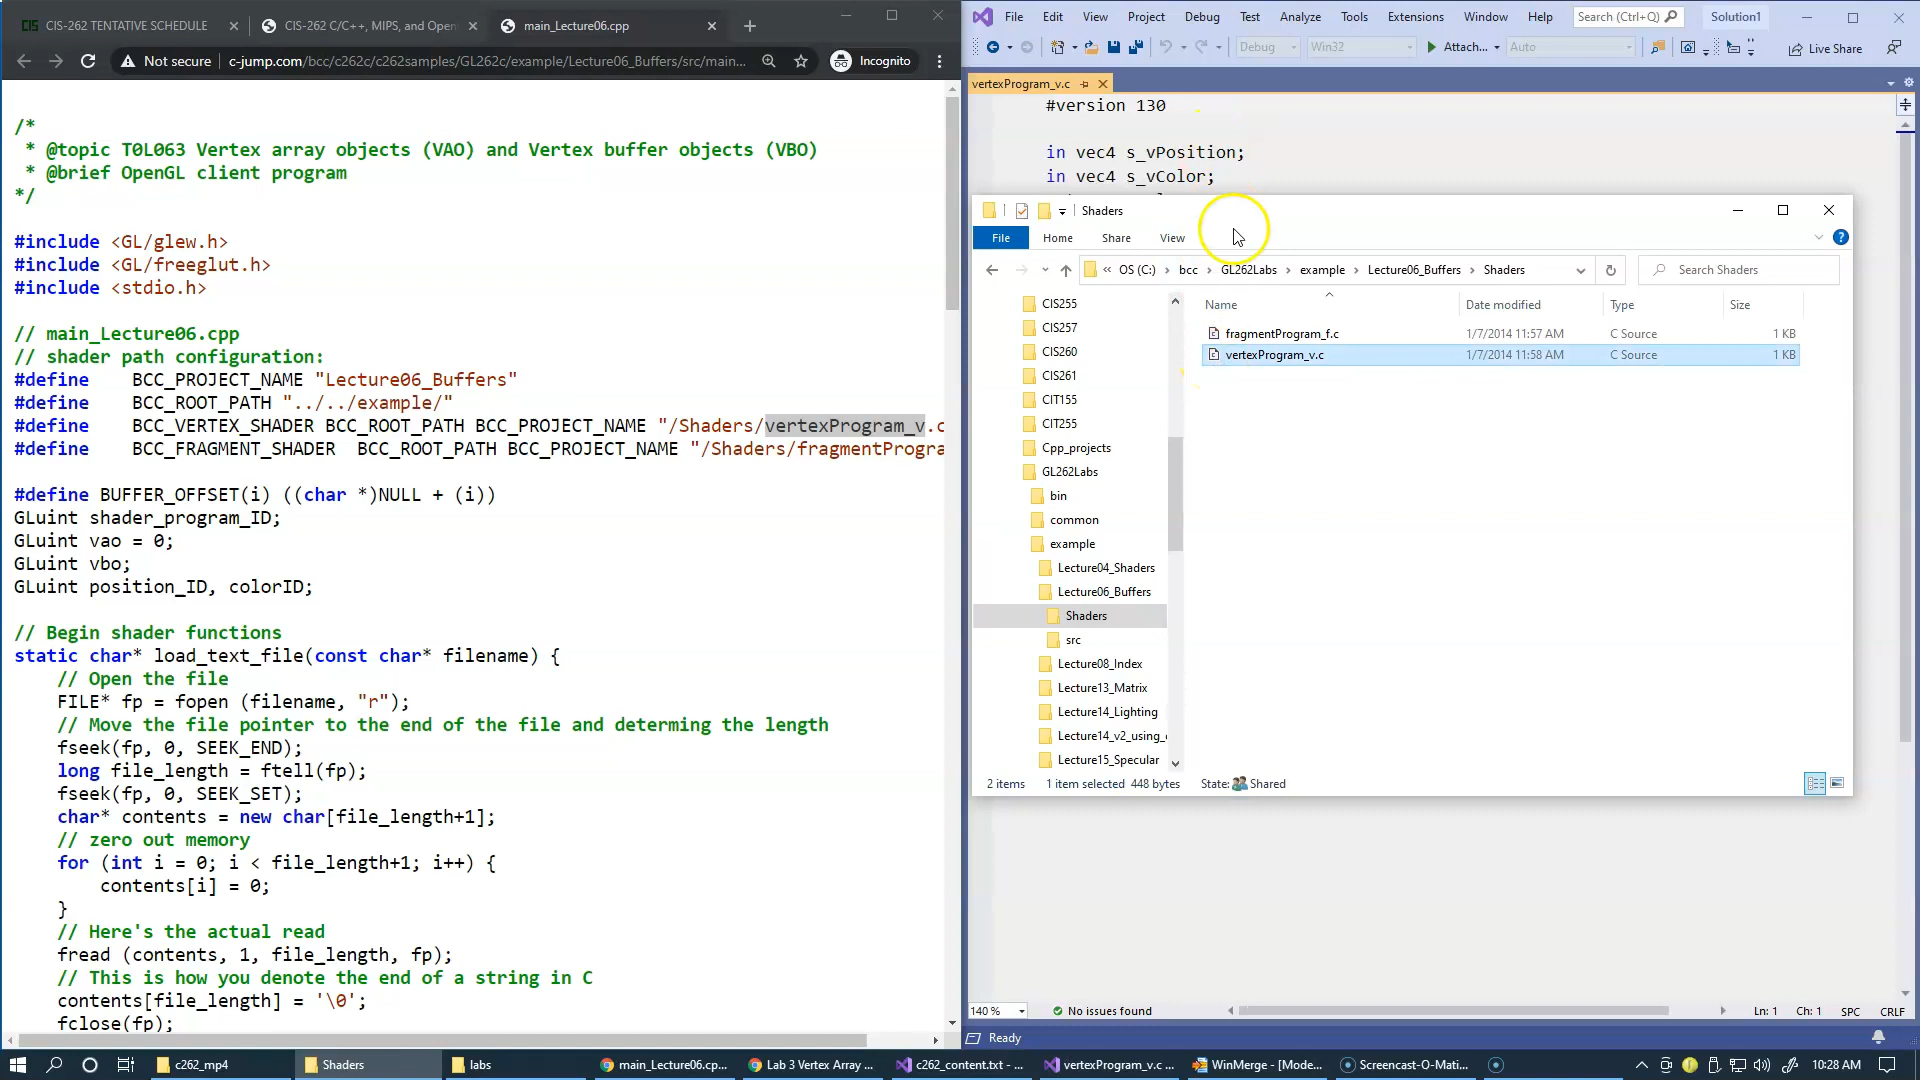 CIS-262 TENTATIVE SCHEDULE
CIS-262 C/C++, MIPS, and Open
main_Lecture06.cpp
Not secure
c-jump.com/bcc/c262c/c262samples/GL262c/example/Lecture06_Buffers/src/main...
Incognito
/*
* @topic T0L063 Vertex array objects (VAO) and Vertex buffer objects (VBO)
* @brief OpenGL client program
*/
#include <GL/glew.h>
#include <GL/freeglut.h>
#include <stdio.h>
// main_Lecture06.cpp
// shader path configuration:
#define BCC_PROJECT_NAME "Lecture06_Buffers"
#define BCC_ROOT_PATH "../../example/"
#define BCC_VERTEX_SHADER BCC_ROOT_PATH BCC_PROJECT_NAME "/Shaders/vertexProgram_v.c
#define BCC_FRAGMENT_SHADER BCC_ROOT_PATH BCC_PROJECT_NAME "/Shaders/fragmentProgra
#define BUFFER_OFFSET(i) ((char *)NULL + (i))
GLuint shader_program_ID;
GLuint vao = 0;
GLuint vbo;
GLuint position_ID, colorID;
// Begin shader functions
static char* load_text_file(const char* filename) {
// Open the file
FILE* fp = fopen (filename, "r");
// Move the file pointer to the end of the file and determing the length
fseek(fp, 0, SEEK_END);
long file_length = ftell(fp);
fseek(fp, 0, SEEK_SET);
char* contents = new char[file_length+1];
// zero out memory
for (int i = 0; i < file_length+1; i++) {
contents[i] = 0;
}
// Here's the actual read
fread (contents, 1, file_length, fp);
// This is how you denote the end of a string in C
contents[file_length] = '\0';
fclose(fp);
File Edit View Project Debug Test Analyze Tools Extensions Window Help Search (Ctrl+Q) Solution1
Debug Win32 Attach... Auto Live Share
vertexProgram_v.c
#version 130
in vec4 s_vPosition;
in vec4 s_vColor;
Shaders
File Home Share View
« OS (C:) › bcc › GL262Labs › example › Lecture06_Buffers › Shaders
Search Shaders
CIS255
CIS257
CIS260
CIS261
CIT155
CIT255
Cpp_projects
GL262Labs
bin
common
example
Lecture04_Shaders
Lecture06_Buffers
Shaders
src
Lecture08_Index
Lecture13_Matrix
Lecture14_Lighting
Lecture14_v2_using_
Lecture15_Specular
Name Date modified Type Size
fragmentProgram_f.c 1/7/2014 11:57 AM C Source 1 KB
vertexProgram_v.c 1/7/2014 11:58 AM C Source 1 KB
2 items 1 item selected 448 bytes State: Shared
140 % No issues found Ln: 1 Ch: 1 SPC CRLF
Ready
c262_mp4 Shaders labs main_Lecture06.cp... Lab 3 Vertex Array ... c262_content.txt - ... vertexProgram_v.c ... WinMerge - [Mode... Screencast-O-Mati... 10:28 AM